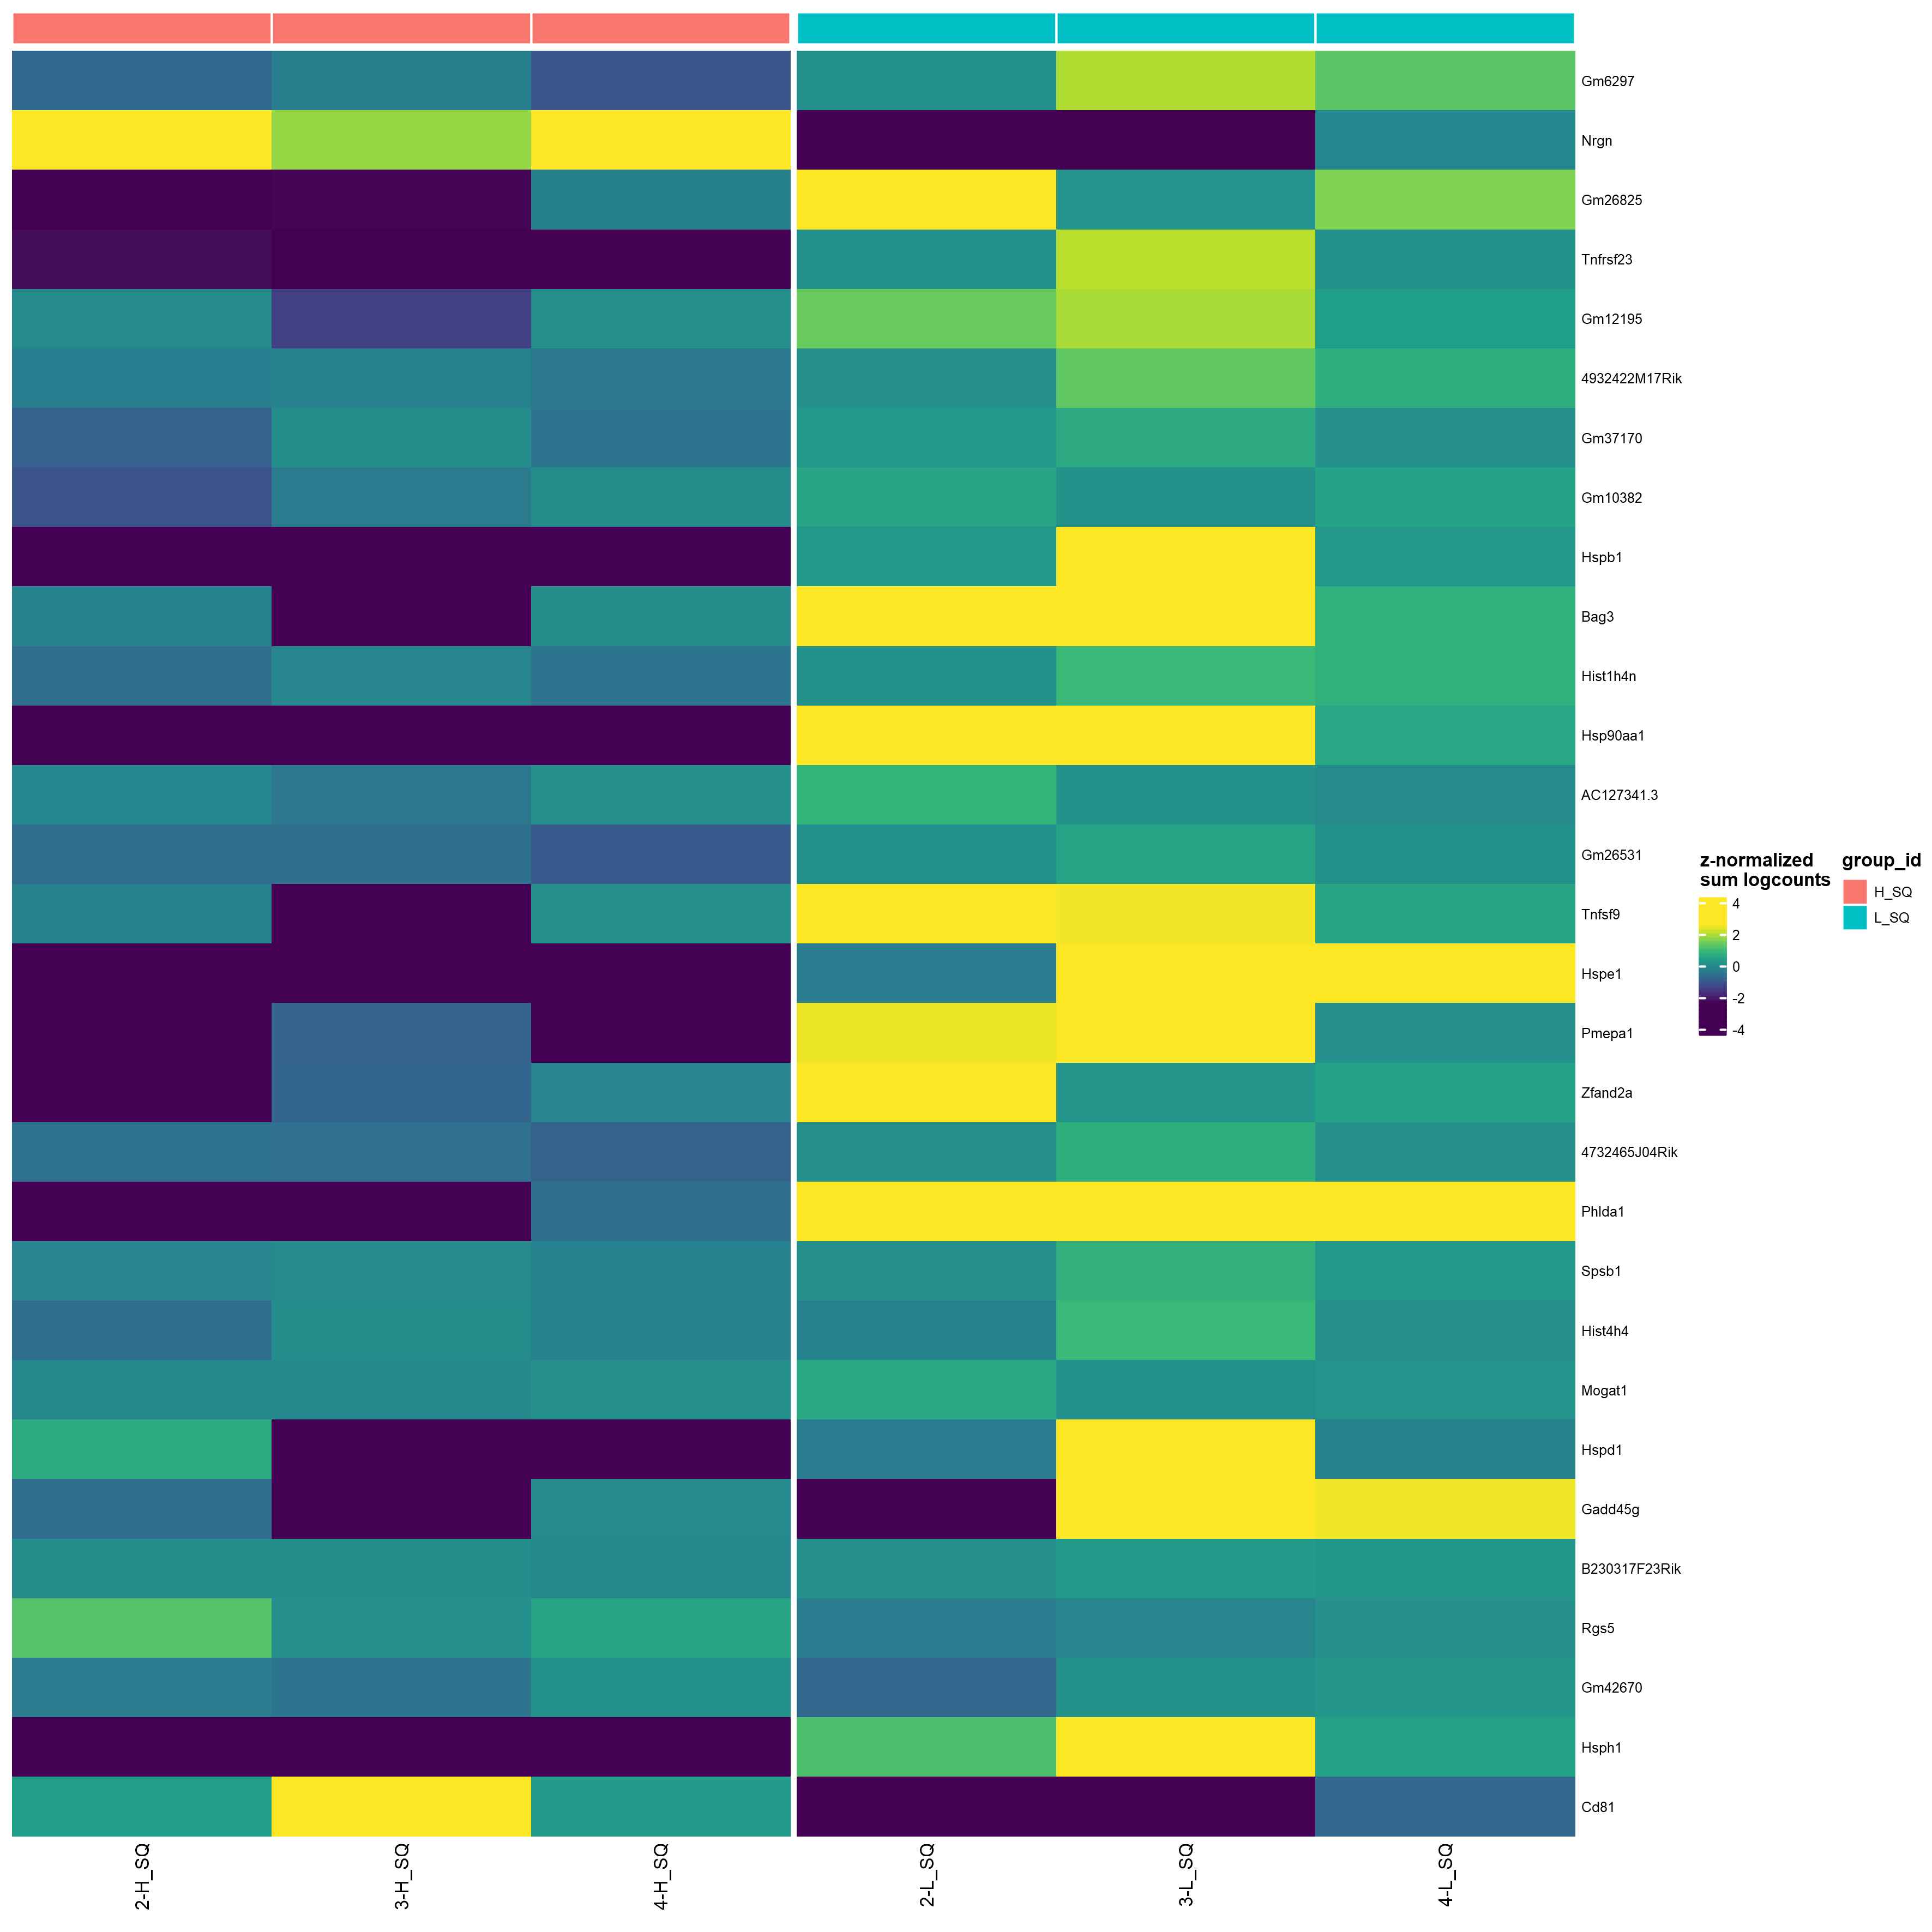 Gm6297
Nrgn
Gm26825
Tnfrsf23
Gm12195
4932422M17Rik
Gm37170
Gm10382
Hspb1
Bag3
Hist1h4n
Hsp90aa1
AC127341.3
Gm26531
Tnfsf9
Hspe1
Pmepa1
Zfand2a
4732465J04Rik
Phlda1
Spsb1
Hist4h4
Mogat1
Hspd1
Gadd45g
B230317F23Rik
Rgs5
Gm42670
Hsph1
Cd81
2-H_SQ
3-H_SQ
4-H_SQ
2-L_SQ
3-L_SQ
4-L_SQ
z-normalized
sum logcounts
4
2
0
-2
-4
group_id
H_SQ
L_SQ